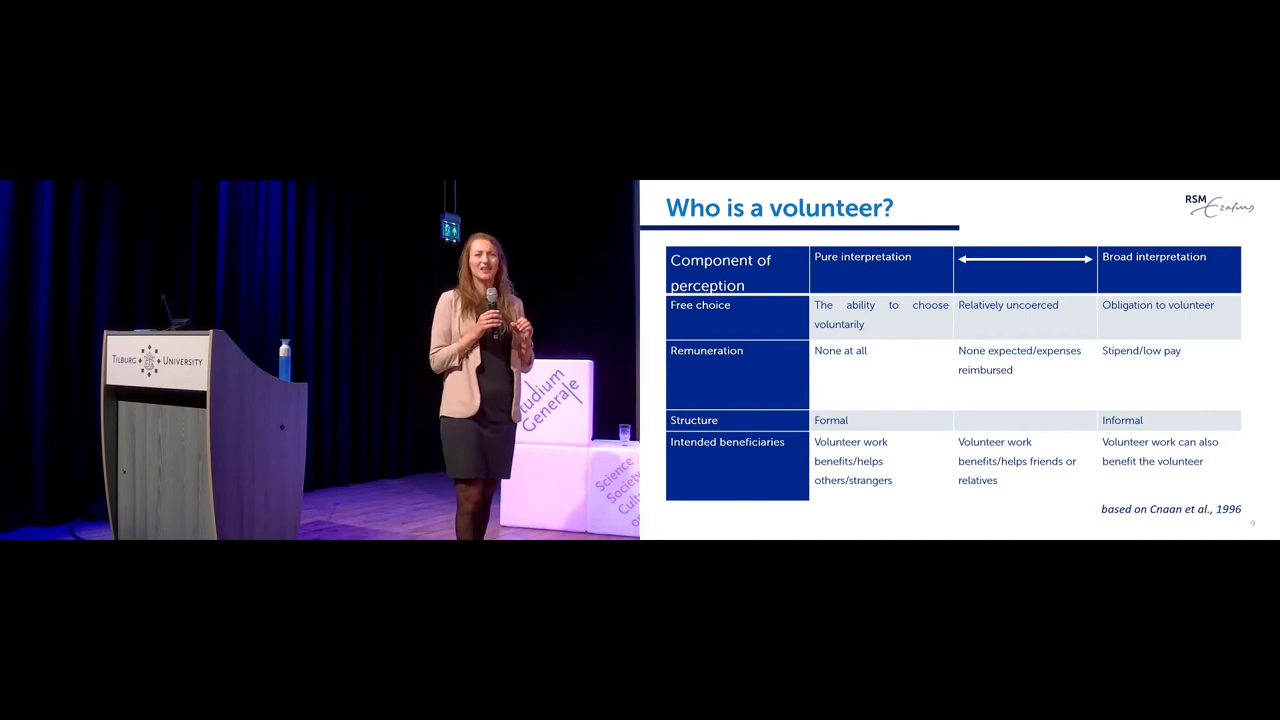 TILBURG UNIVERSITY
Studium
Generale
Science
Society
Who is a volunteer?
RSM
Erasmus
Component of
perception
Pure interpretation
Broad interpretation
Free choice
The ability to choose
voluntarily
Relatively uncoerced
Obligation to volunteer
Remuneration
None at all
None expected/expenses
reimbursed
Stipend/low pay
Structure
Formal
Informal
Intended beneficiaries
Volunteer work
benefits/helps
others/strangers
Volunteer work
benefits/helps friends or
relatives
Volunteer work can also
benefit the volunteer
based on Cnaan et al., 1996
9